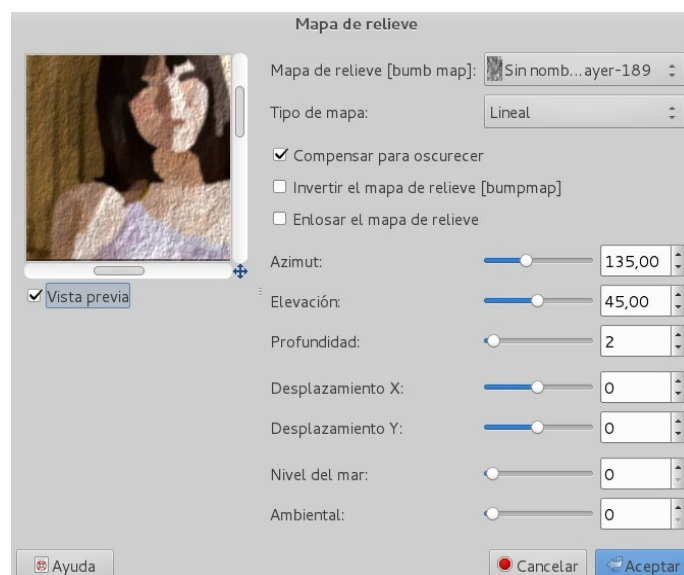 Mapa de relieve
Mapa de relieve [bumb map]: Sin nomb...ayer-189
Tipo de mapa: Lineal
Compensar para oscurecer
Invertir el mapa de relieve [bumpmap]
Enlosar el mapa de relieve
Vista previa
Azimut: 135,00
Elevación: 45,00
Profundidad: 2
Desplazamiento X: 0
Desplazamiento Y: 0
Nivel del mar: 0
Ambiental: 0
Ayuda Cancelar Aceptar